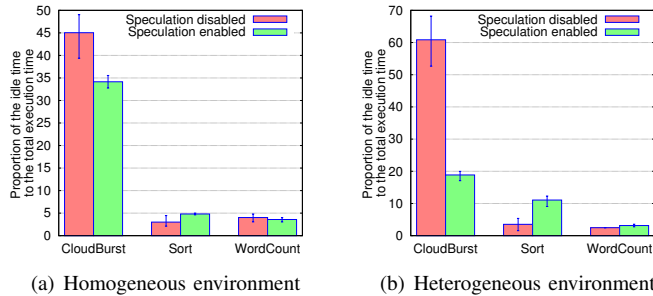 Proportion of the idle time
to the total execution time
50
45
40
35
30
25
20
15
10
5
0
Speculation disabled
Speculation enabled
CloudBurst Sort WordCount
(a) Homogeneous environment
Proportion of the idle time
to the total execution time
70
60
50
40
30
20
10
0
Speculation disabled
Speculation enabled
CloudBurst Sort WordCount
(b) Heterogeneous environment